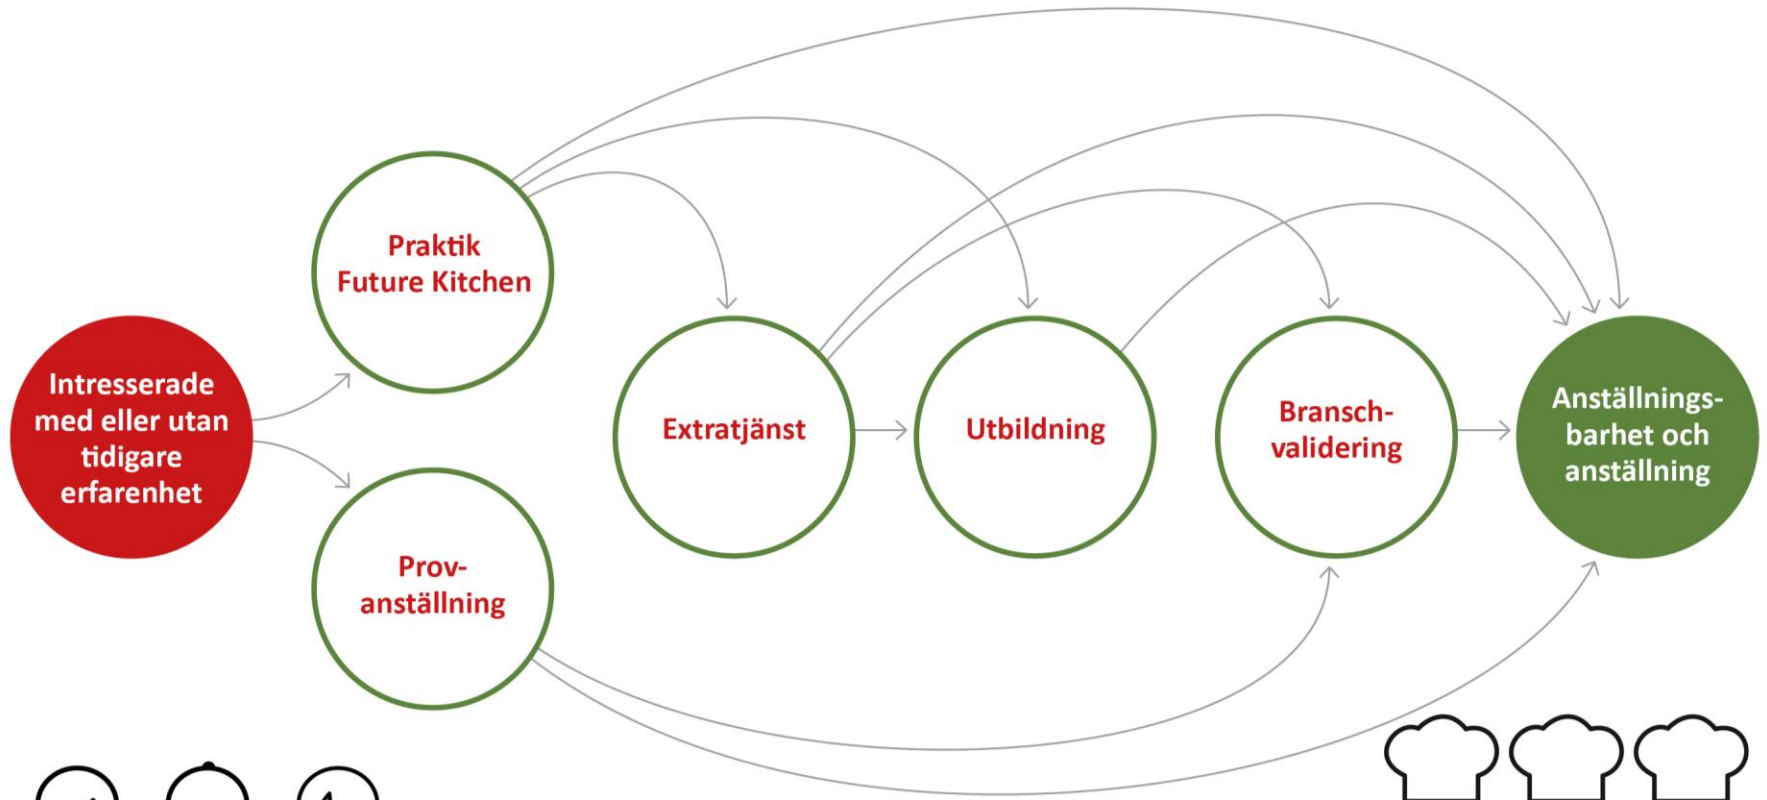 Praktik
Future Kitchen
Intresserade
med eller utan
tidigare
erfarenhet
Prov-
anställning
Extratjänst
Utbildning
Bransch-
validering
Anställnings-
barhet och
anställning